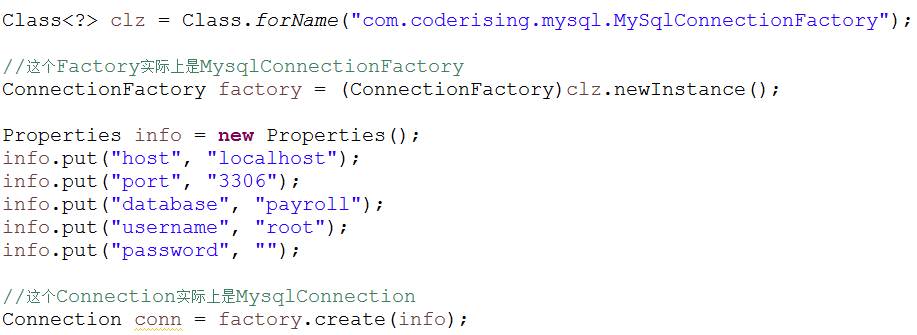 Class<?> clz = Class.forName("com.coderising.mysql.MySqlConnectionFactory");
//这个Factory实际上是MysqlConnectionFactory
ConnectionFactory factory = (ConnectionFactory)clz.newInstance();
Properties info = new Properties();
info.put("host", "localhost");
info.put("port", "3306");
info.put("database", "payroll");
info.put("username", "root");
info.put("password", "");
//这个Connection实际上是MysqlConnection
Connection conn = factory.create(info);